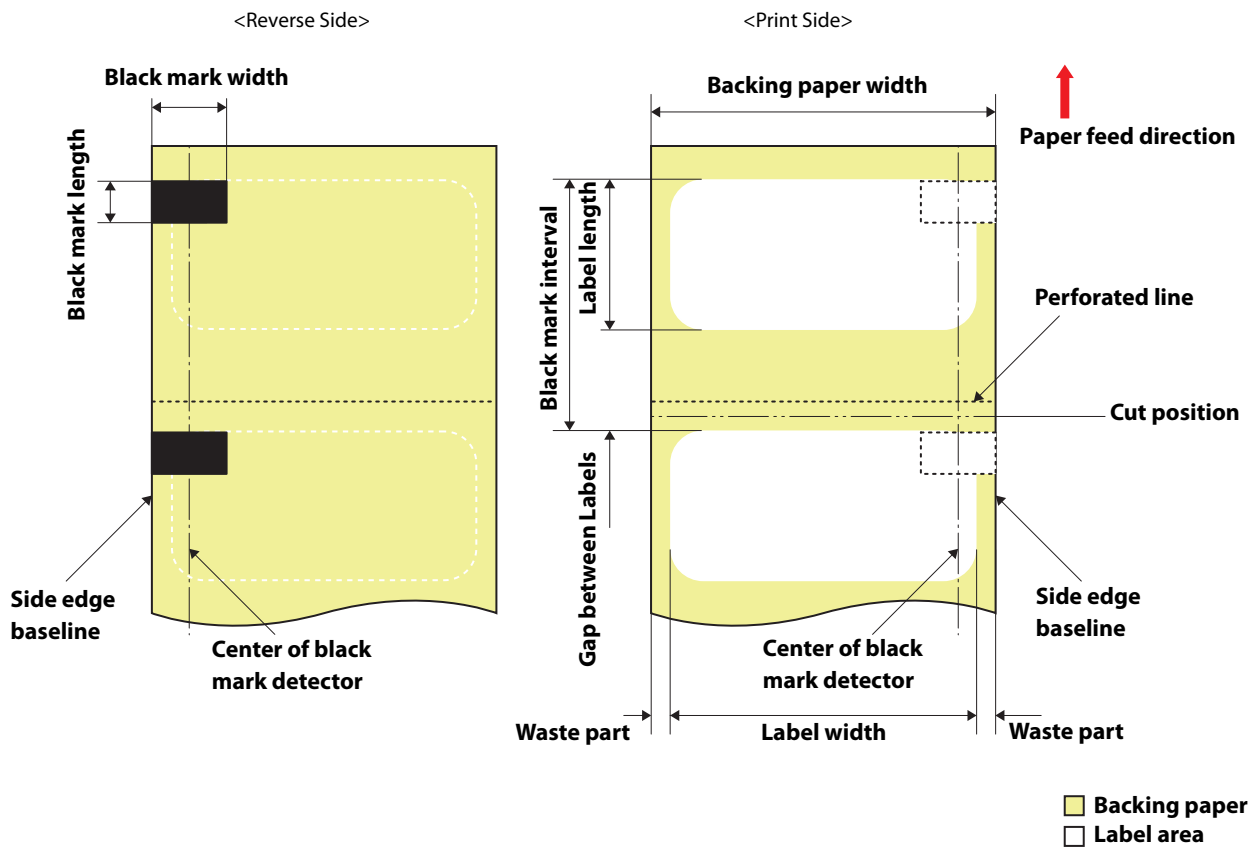 <Reverse Side>
<Print Side>
Black mark width
Backing paper width
Paper feed direction
Black mark length
Black mark interval
Label length
Perforated line
Cut position
Gap between Labels
Side edge
baseline
Center of black
mark detector
Center of black
mark detector
Side edge
baseline
Waste part
Label width
Waste part
Backing paper
Label area